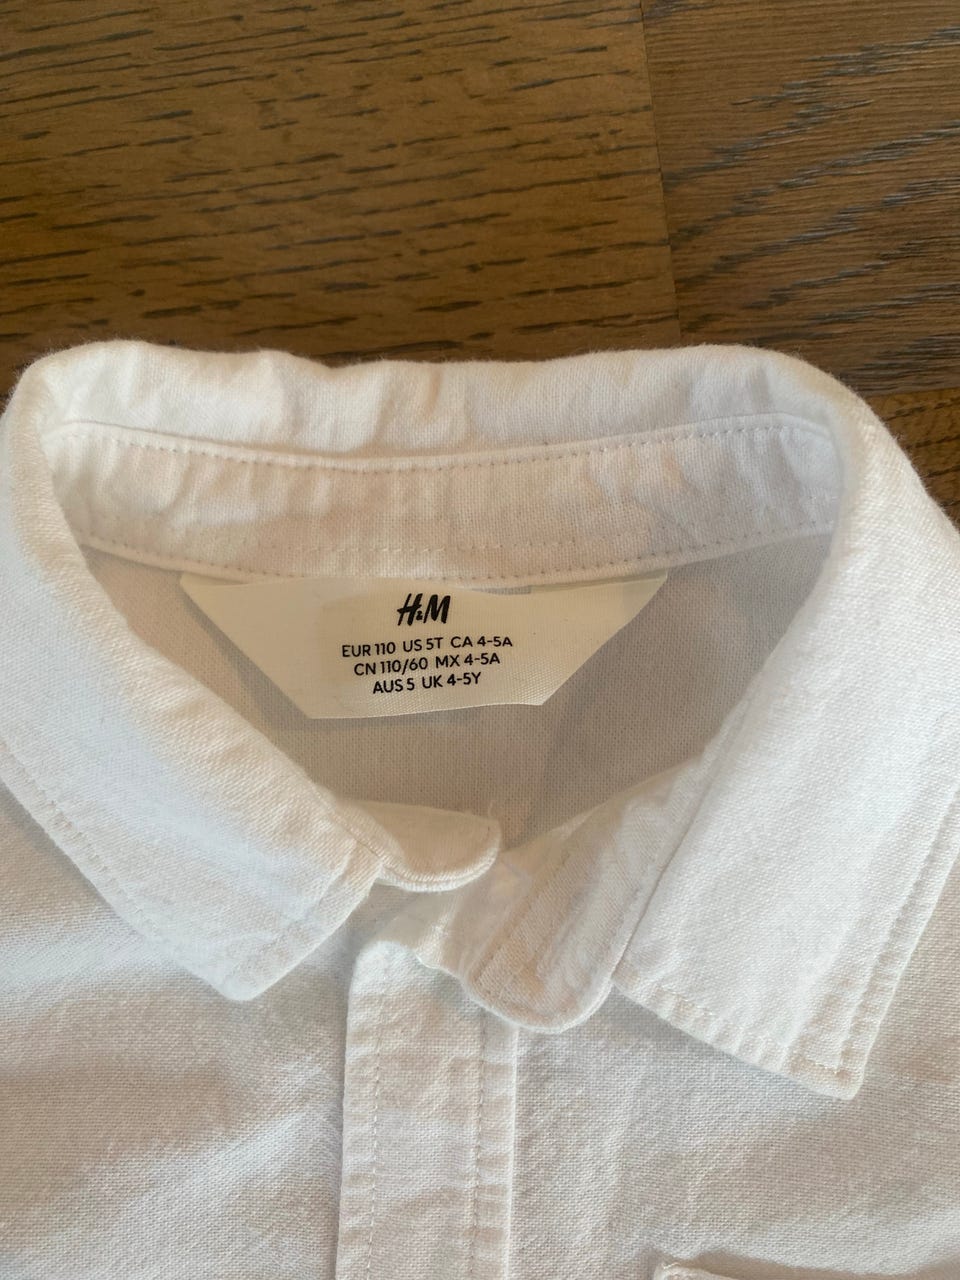 H&M
EUR 110 US 5T CA 4-5A
CN 110/60 MX 4-5A
AUS 5 UK 4-5Y